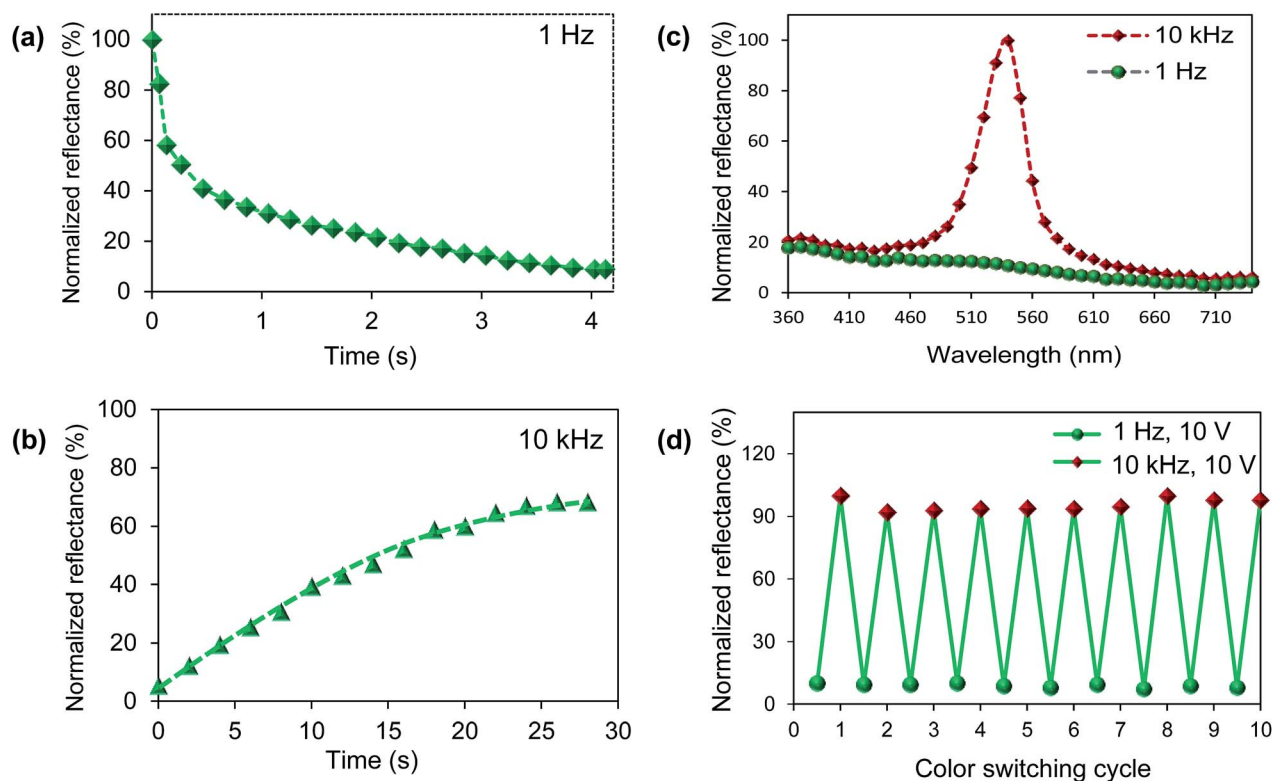 (a)
Normalized reflectance (%)
100
80
60
40
20
0
1 Hz
0 1 2 3 4
Time (s)
(c)
Normalized reflectance (%)
100
80
60
40
20
0
10 kHz
1 Hz
360 410 460 510 560 610 660 710
Wavelength (nm)
(b)
Normalized reflectance (%)
100
80
60
40
20
0
10 kHz
0 5 10 15 20 25 30
Time (s)
(d)
Normalized reflectance (%)
120
90
60
30
0
1 Hz, 10 V
10 kHz, 10 V
0 1 2 3 4 5 6 7 8 9 10
Color switching cycle